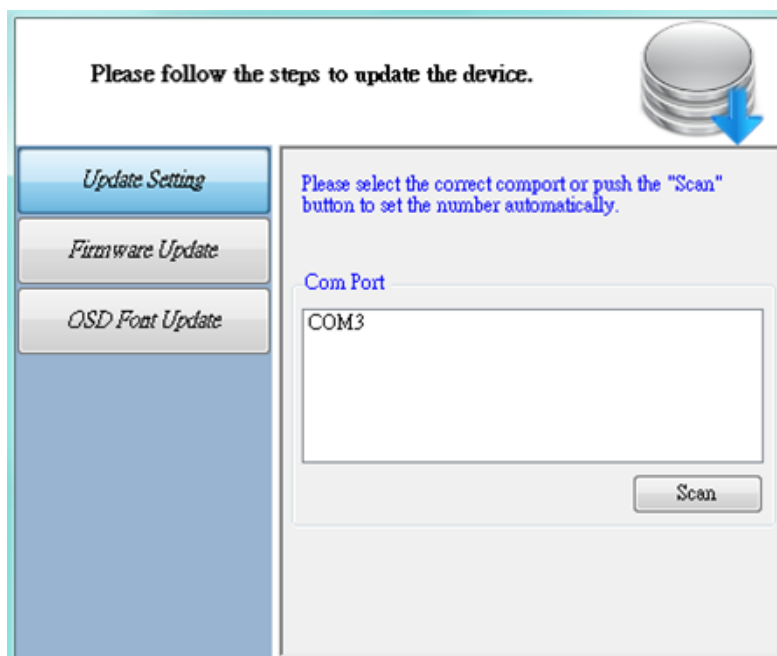 Please follow the steps to update the device.
Update Setting
Firmware Update
OSD Font Update
Please select the correct comport or push the "Scan"
button to set the number automatically.
Com Port
COM3
Scan